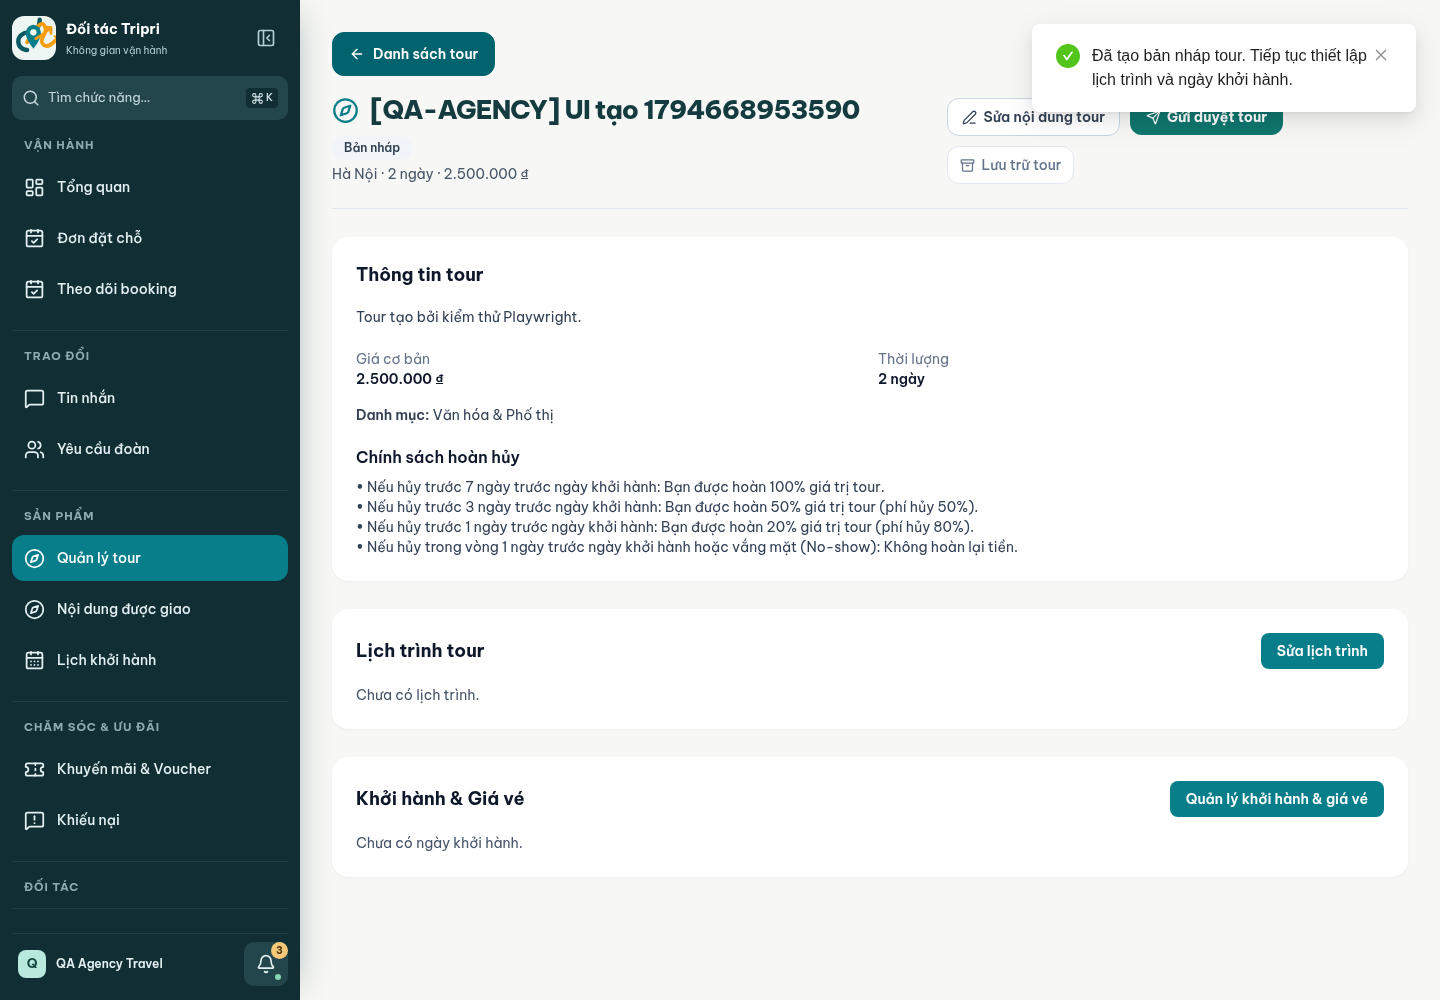 Đối tác Tripri
Không gian vận hành
Tìm chức năng...
⌘ K
VẬN HÀNH
Tổng quan
Đơn đặt chỗ
Theo dõi booking
TRAO ĐỔI
Tin nhắn
Yêu cầu đoàn
SẢN PHẨM
Quản lý tour
Nội dung được giao
Lịch khởi hành
CHĂM SÓC & ƯU ĐÃI
Khuyến mãi & Voucher
Khiếu nại
ĐỐI TÁC
Q
QA Agency Travel
3
Danh sách tour
Đã tạo bản nháp tour. Tiếp tục thiết lập
lịch trình và ngày khởi hành.
[QA-AGENCY] UI tạo 1794668953590
Bản nháp
Hà Nội · 2 ngày · 2.500.000 ₫
Sửa nội dung tour
Gửi duyệt tour
Lưu trữ tour
Thông tin tour
Tour tạo bởi kiểm thử Playwright.
Giá cơ bản
2.500.000 ₫
Thời lượng
2 ngày
Danh mục: Văn hóa & Phố thị
Chính sách hoàn hủy
• Nếu hủy trước 7 ngày trước ngày khởi hành: Bạn được hoàn 100% giá trị tour.
• Nếu hủy trước 3 ngày trước ngày khởi hành: Bạn được hoàn 50% giá trị tour (phí hủy 50%).
• Nếu hủy trước 1 ngày trước ngày khởi hành: Bạn được hoàn 20% giá trị tour (phí hủy 80%).
• Nếu hủy trong vòng 1 ngày trước ngày khởi hành hoặc vắng mặt (No-show): Không hoàn lại tiền.
Lịch trình tour
Sửa lịch trình
Chưa có lịch trình.
Khởi hành & Giá vé
Quản lý khởi hành & giá vé
Chưa có ngày khởi hành.